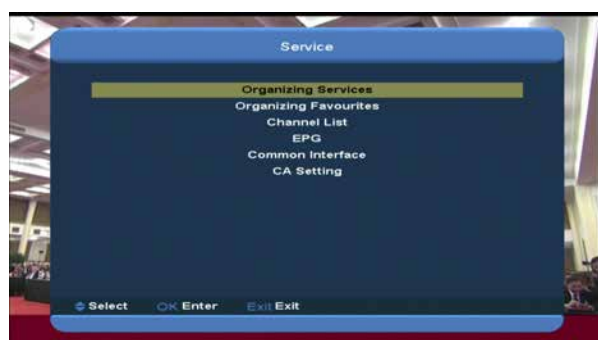 Service
Organizing Services
Organizing Favourites
Channel List
EPG
Common Interface
CA Setting
Select OK Enter Exit Exit